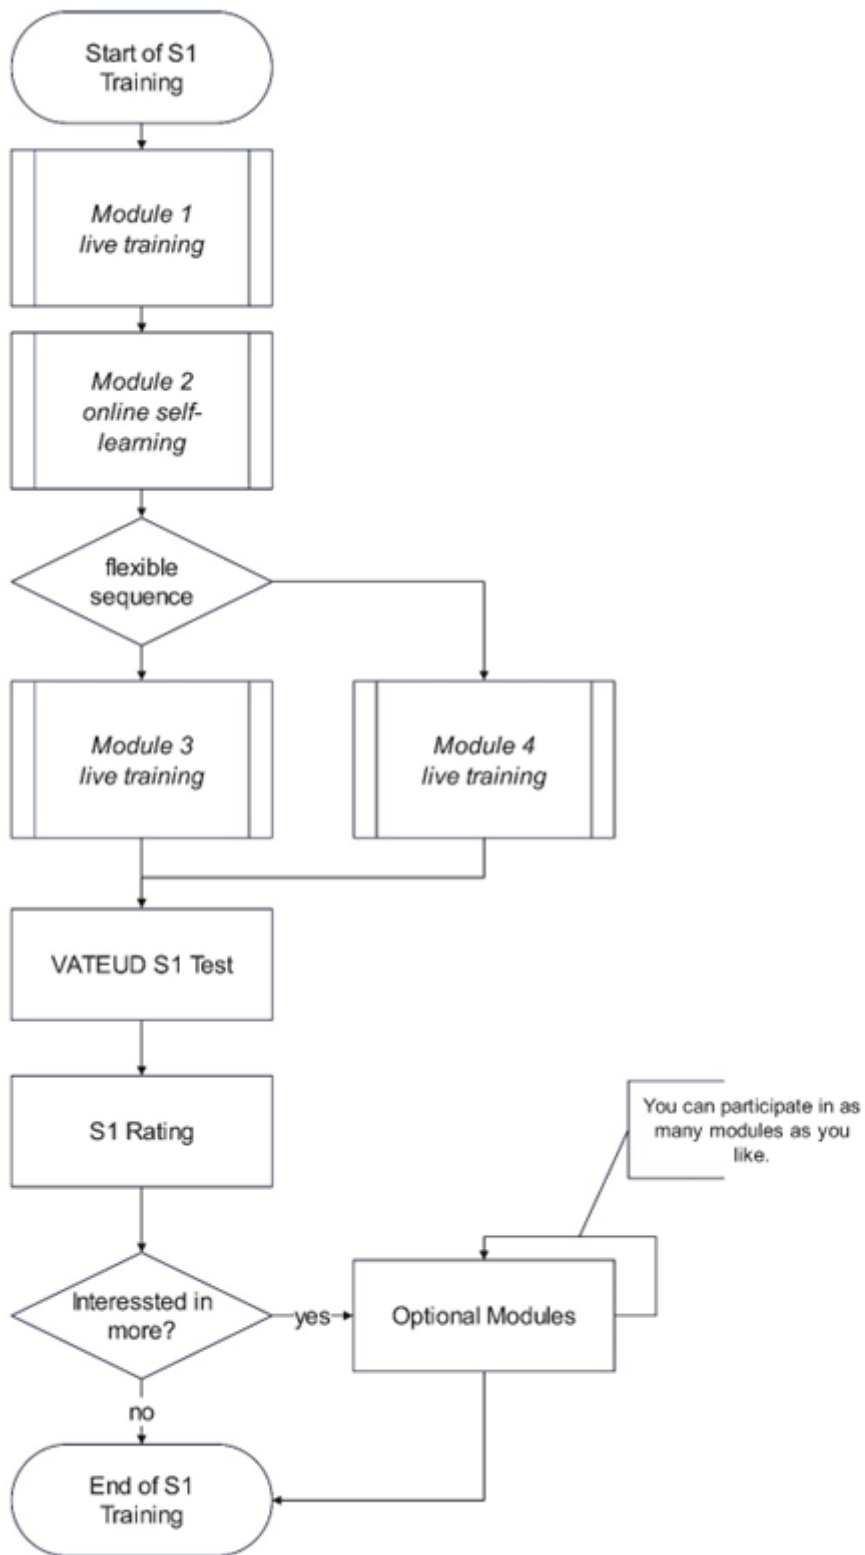 Start of S1
Training
Module 1
live training
Module 2
online self-
learning
flexible
sequence
Module 3
live training
Module 4
live training
VATEUD S1 Test
S1 Rating
You can participate in as
many modules as you
like.
Interessted in
more?
yes
Optional Modules
no
End of S1
Training